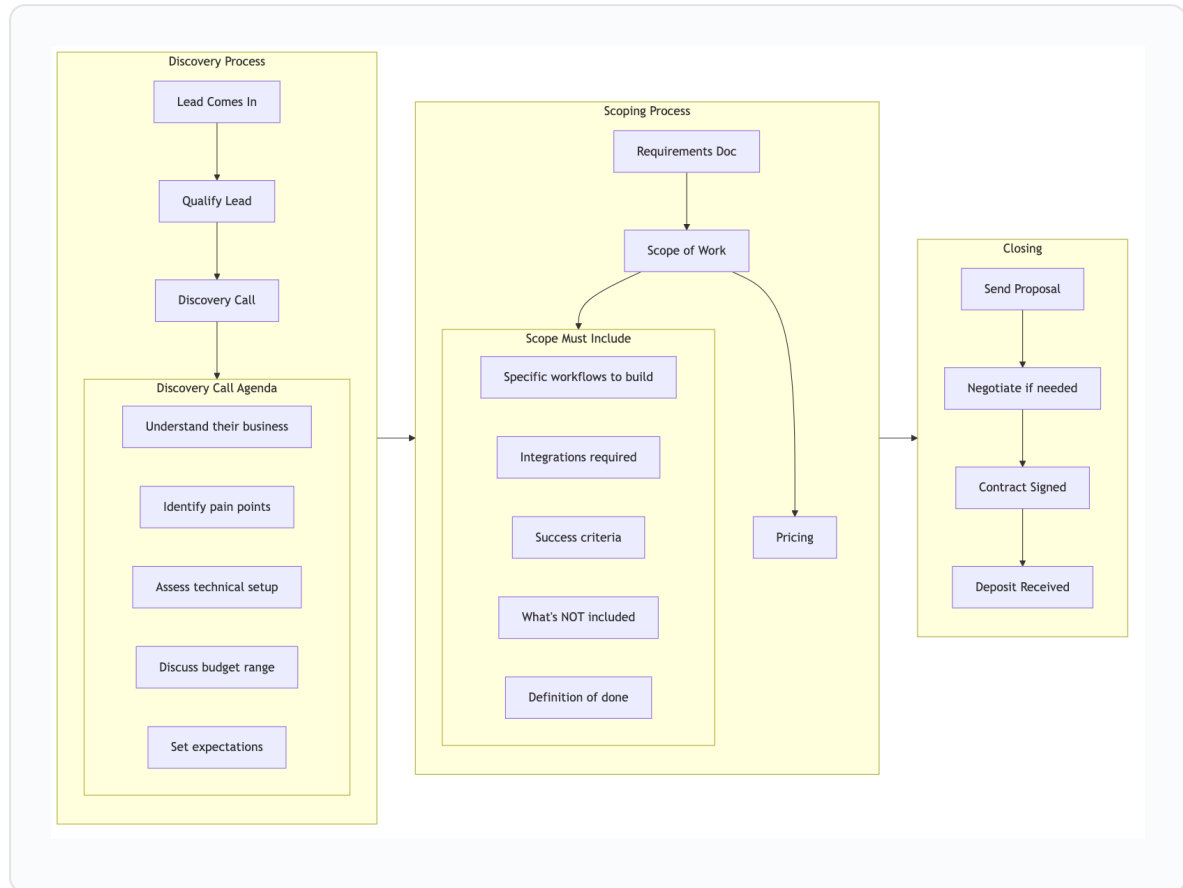 Discovery Process
Lead Comes In
Qualify Lead
Discovery Call
Discovery Call Agenda
Understand their business
Identify pain points
Assess technical setup
Discuss budget range
Set expectations
Scoping Process
Requirements Doc
Scope of Work
Scope Must Include
Specific workflows to build
Integrations required
Success criteria
What's NOT included
Definition of done
Pricing
Closing
Send Proposal
Negotiate if needed
Contract Signed
Deposit Received